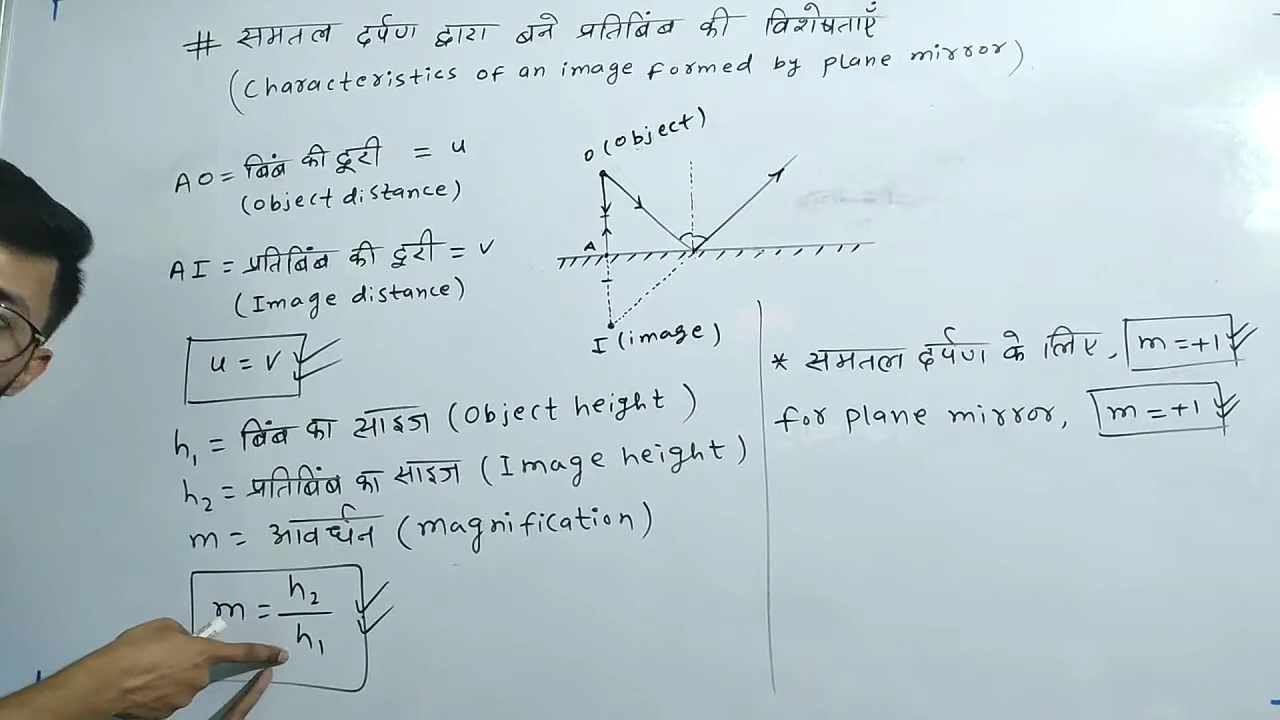 # समतल दर्पण द्वारा बने प्रतिबिंब की विशेषताएँ
(Characteristics of an image formed by plane mirror)
AO = बिंब की दूरी = u
(Object distance)
AI = प्रतिबिंब की दूरी = v
(Image distance)
u = v
h₁ = बिंब का साइज (Object height)
h₂ = प्रतिबिंब का साइज (Image height)
m = आवर्धन (magnification)
m = h₂/h₁
O (Object)
A
I (image)
* समतल दर्पण के लिए, m = +1
for plane mirror, m = +1